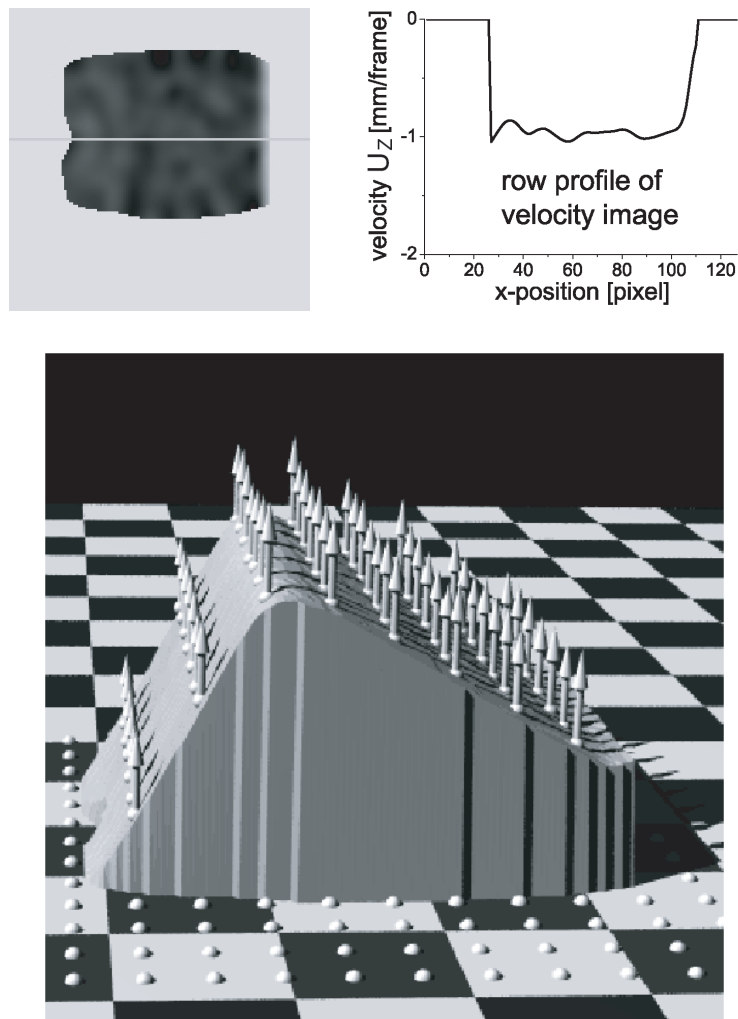 0
-1
-2
velocity U_Z [mm/frame]
row profile of
velocity image
0 20 40 60 80 100 120
x-position [pixel]